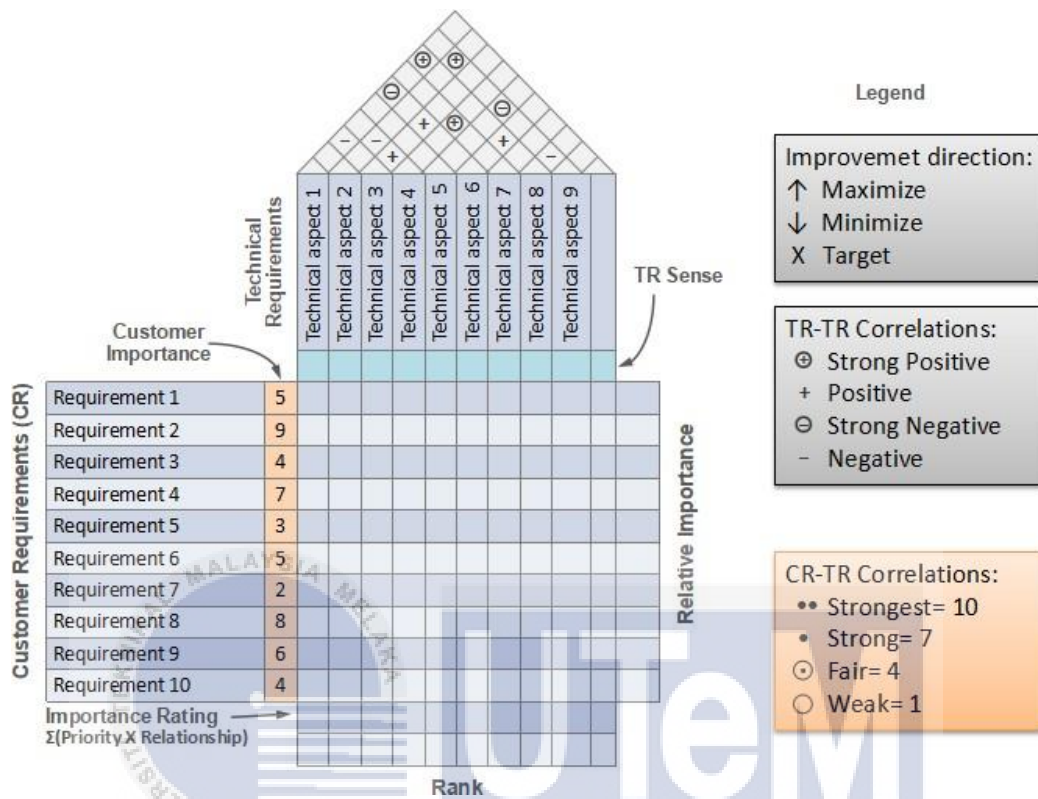 Legend
Improvemet direction:
↑ Maximize
↓ Minimize
X Target
TR-TR Correlations:
⊕ Strong Positive
+ Positive
⊖ Strong Negative
− Negative
CR-TR Correlations:
•• Strongest= 10
• Strong= 7
⊙ Fair= 4
○ Weak= 1
⊕ ⊕
⊖ ⊖
+ ⊕
− − +
+ −
Technical
Requirements
Technical aspect 1
Technical aspect 2
Technical aspect 3
Technical aspect 4
Technical aspect 5
Technical aspect 6
Technical aspect 7
Technical aspect 8
Technical aspect 9
TR Sense
Customer
Importance
Customer Requirements (CR)
Requirement 1 5
Requirement 2 9
Requirement 3 4
Requirement 4 7
Requirement 5 3
Requirement 6 5
Requirement 7 2
Requirement 8 8
Requirement 9 6
Requirement 10 4
Relative Importance
Importance Rating
Σ(Priority X Relationship)
Rank
MALAYSIA MELAKA
UTeM